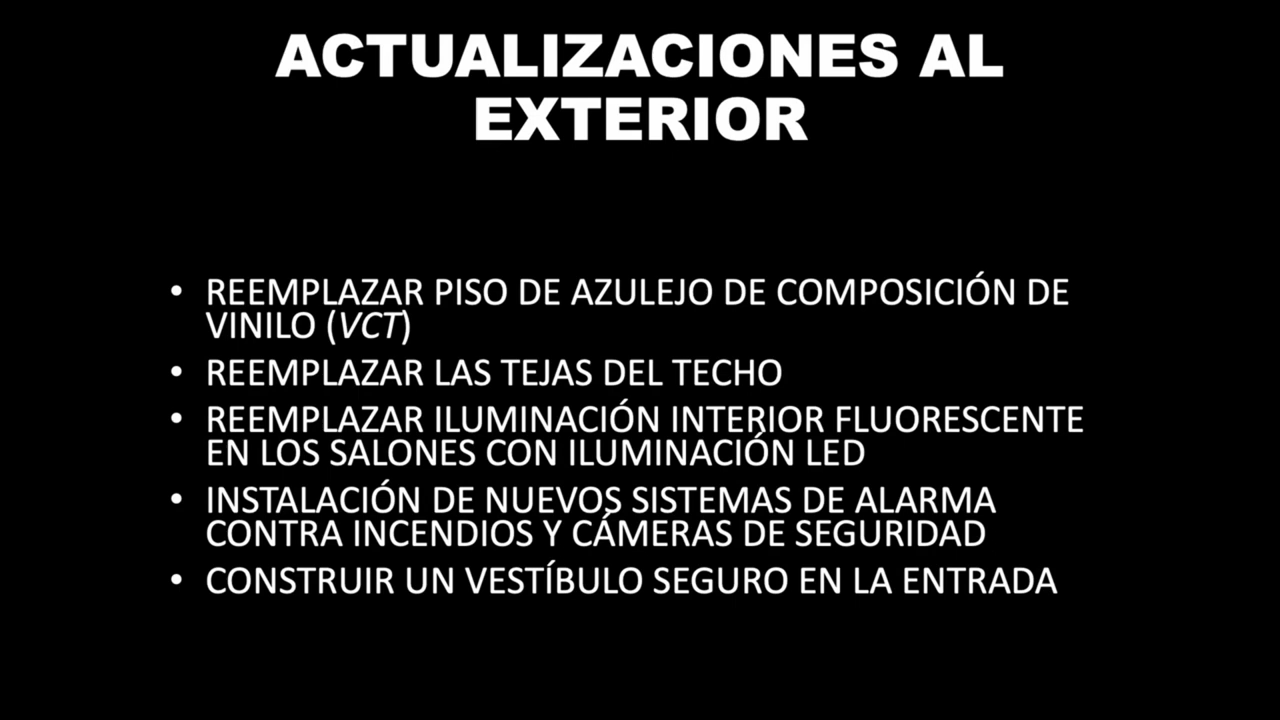 ACTUALIZACIONES AL
EXTERIOR
• REEMPLAZAR PISO DE AZULEJO DE COMPOSICIÓN DE
VINILO (VCT)
• REEMPLAZAR LAS TEJAS DEL TECHO
• REEMPLAZAR ILUMINACIÓN INTERIOR FLUORESCENTE
EN LOS SALONES CON ILUMINACIÓN LED
• INSTALACIÓN DE NUEVOS SISTEMAS DE ALARMA
CONTRA INCENDIOS Y CÁMERAS DE SEGURIDAD
• CONSTRUIR UN VESTÍBULO SEGURO EN LA ENTRADA